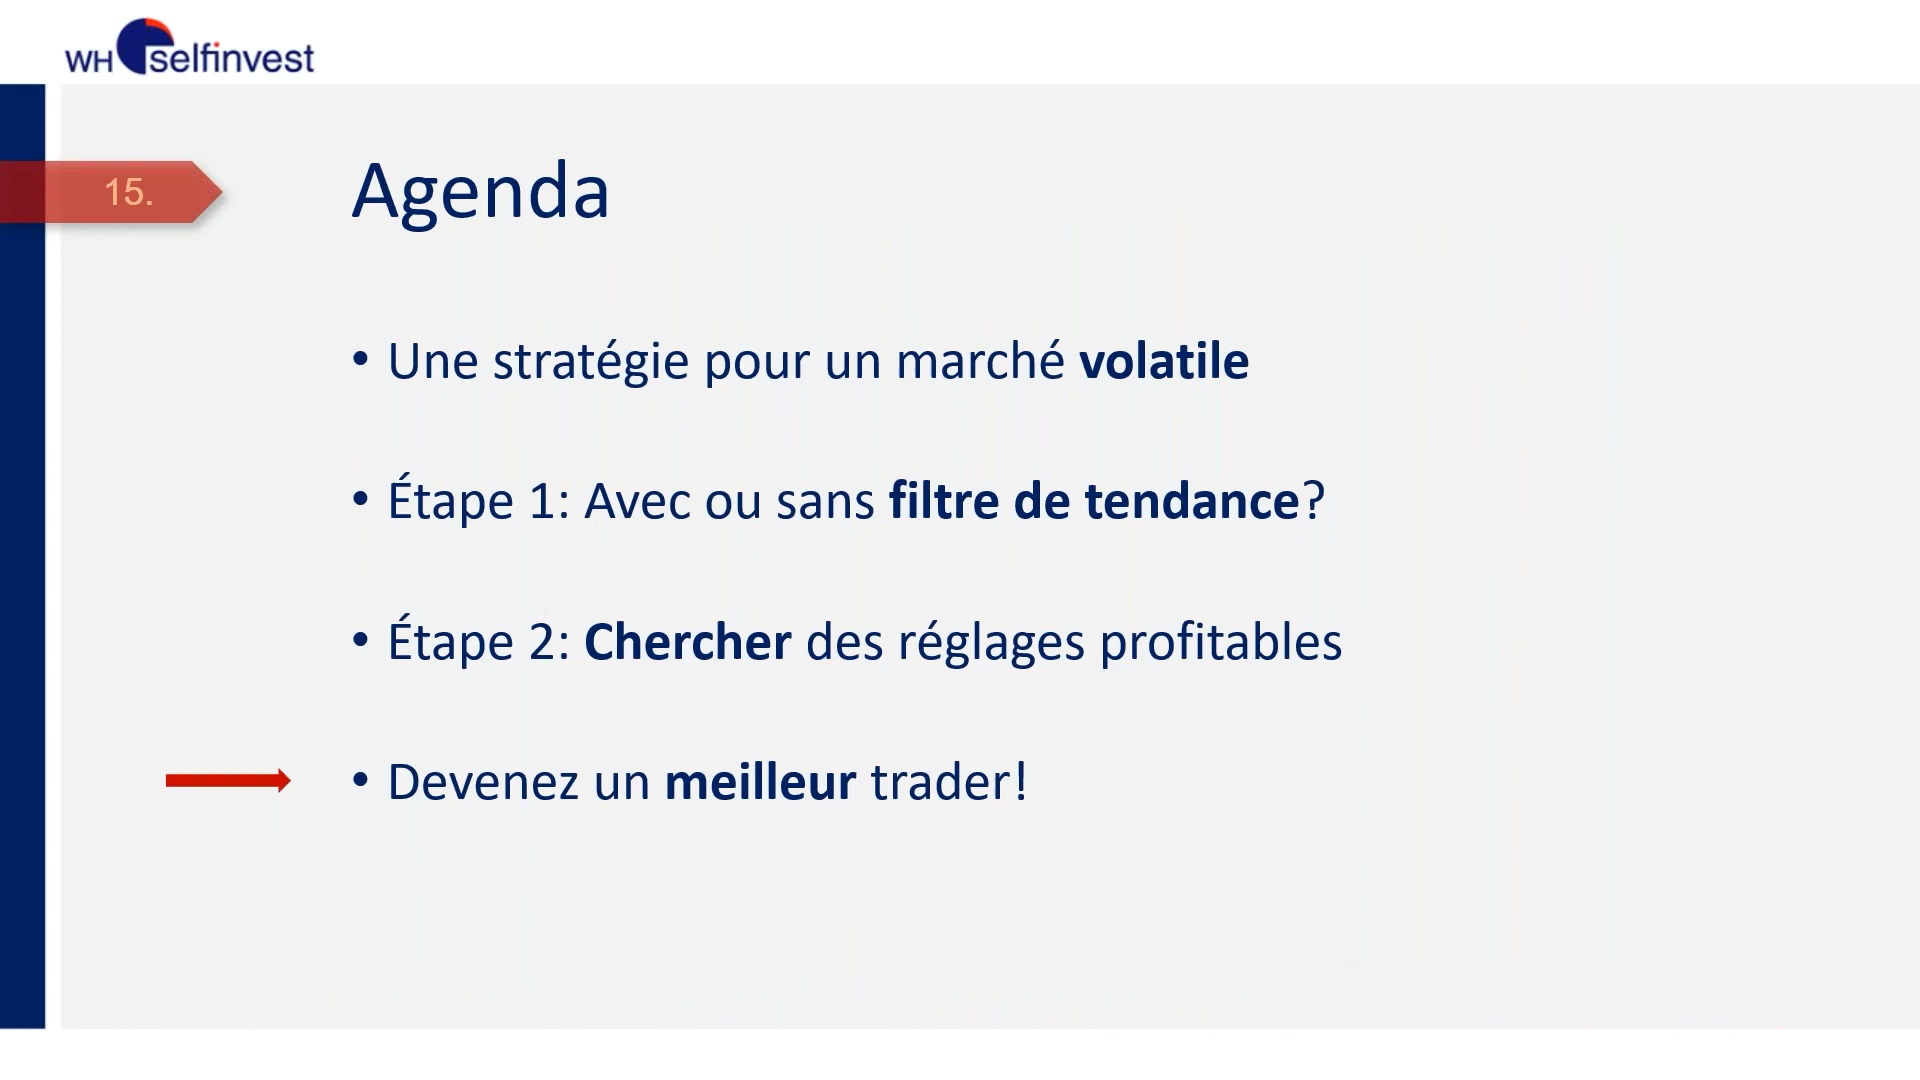 WH selfinvest
15.
Agenda
• Une stratégie pour un marché volatile
• Étape 1: Avec ou sans filtre de tendance?
• Étape 2: Chercher des réglages profitables
• Devenez un meilleur trader!